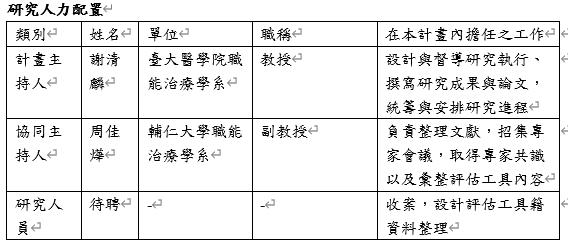 研究人力配置
類別 姓名 單位 職稱 在本計畫內擔任之工作
計畫主 謝清 臺大醫學院職 教授 設計與督導研究執行、
持人 麟 能治療學系 撰寫研究成果與論文，
統籌與安排研究進程
協同主 周佳 輔仁大學職能 副教授 負責整理文獻，招集專
持人 燁 治療學系 家會議，取得專家共識
以及彙整評估工具內容
研究人 待聘 - - 收案，設計評估工具籍
員 資料整理